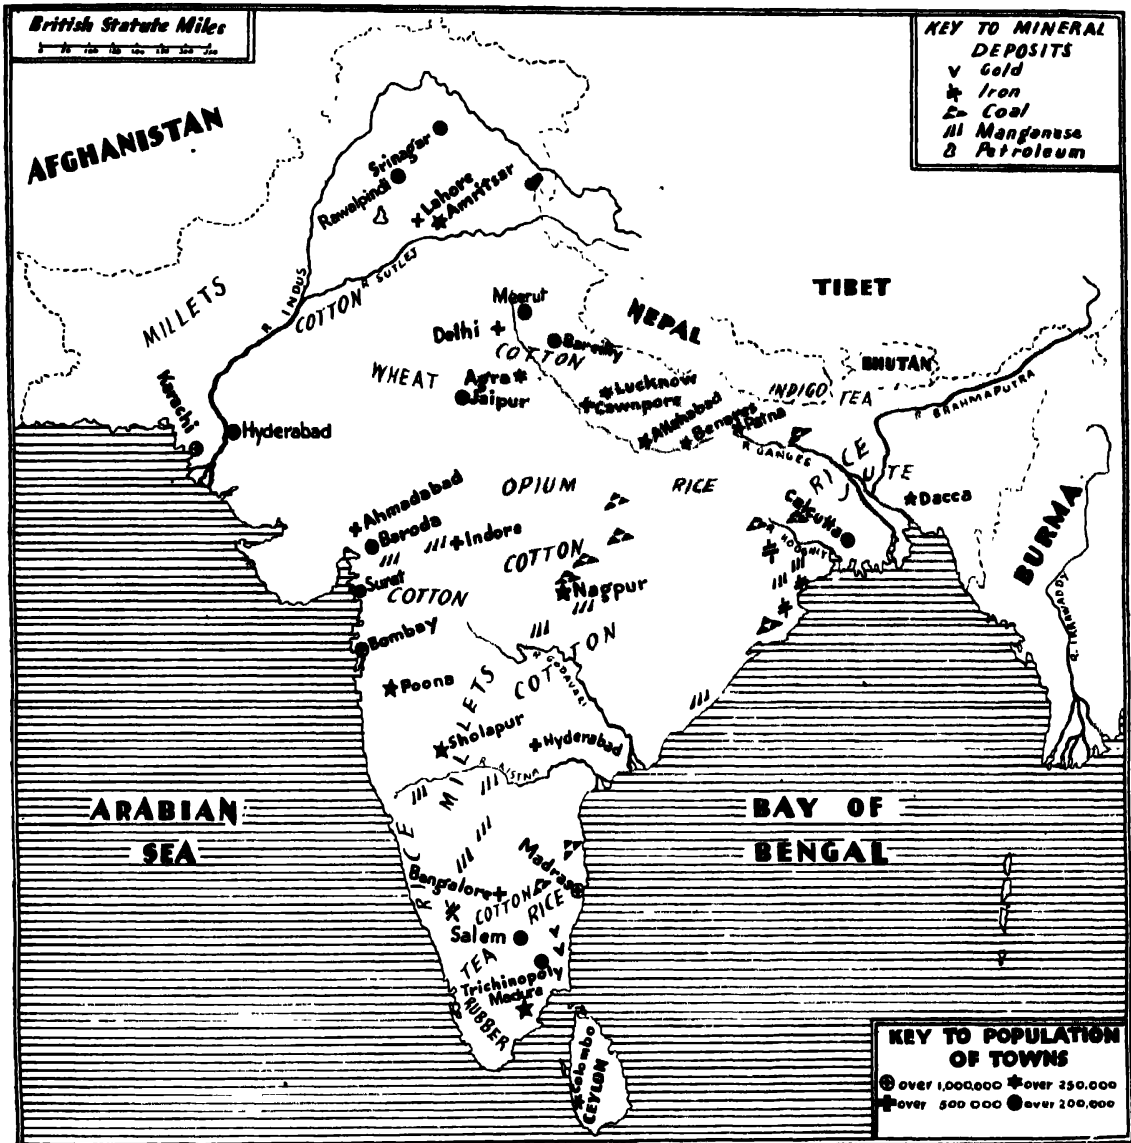 British Statute Miles
KEY TO MINERAL
DEPOSITS
Gold
Iron
Coal
Manganese
Petroleum
AFGHANISTAN
Srinagar
Rawalpindi
Lahore
Amritsar
R. INDUS
R SUTLES
MILLETS
COTTON
TIBET
NEPAL
Meerut
Delhi
Bareilly
COTTON
BHUTAN
WHEAT
Agra
Jaipur
Lucknow
Cawnpore
INDIGO
TEA
R. BRAHMAPUTRA
Karachi
Hyderabad
Allahabad
Benares
Patna
R GANGES
RICE
JUTE
Dacca
OPIUM
RICE
Calcutta
Ahmadabad
Baroda
Indore
COTTON
BURMA
R. IRRAWADDY
Surat
COTTON
Nagpur
Bombay
COTTON
R GODAVARI
Poona
MILLETS
COT
Sholapur
Hyderabad
R KISTNA
ARABIAN
SEA
BAY OF
BENGAL
RICE
Madras
Bangalore
COTTON
RICE
Salem
TEA
Trichinopoly
Madura
RUBBER
Colombo
CEYLON
KEY TO POPULATION
OF TOWNS
over 1,000,000 over 250,000
over 500 000 over 200,000